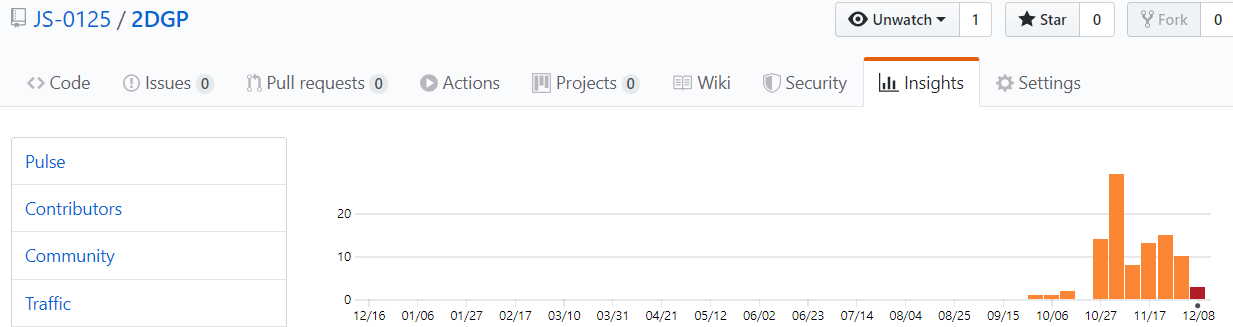 JS-0125 / 2DGP
Unwatch 1 Star 0 Fork 0
Code Issues 0 Pull requests 0 Actions Projects 0 Wiki Security Insights Settings
Pulse
Contributors
Community
Traffic
20
10
0
12/16 01/06 01/27 02/17 03/10 03/31 04/21 05/12 06/02 06/23 07/14 08/04 08/25 09/15 10/06 10/27 11/17 12/08